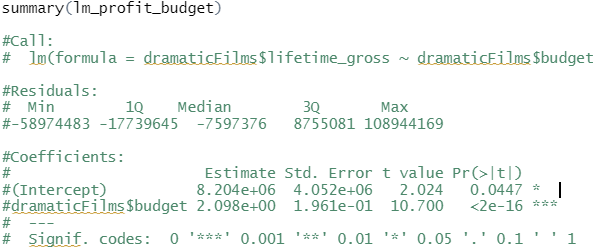 summary(lm_profit_budget)
#Call:
#  lm(formula = dramaticFilms$lifetime_gross ~ dramaticFilms$budget
#Residuals:
#  Min       1Q    Median        3Q       Max
#-58974483 -17739645  -7597376   8755081 108944169
#Coefficients:
#                     Estimate Std. Error t value Pr(>|t|)
#(Intercept)          8.204e+06  4.052e+06   2.024   0.0447 *
#dramaticFilms$budget 2.098e+00  1.961e-01  10.700   <2e-16 ***
#  ---
#  Signif. codes:  0 '***' 0.001 '**' 0.01 '*' 0.05 '.' 0.1 ' ' 1